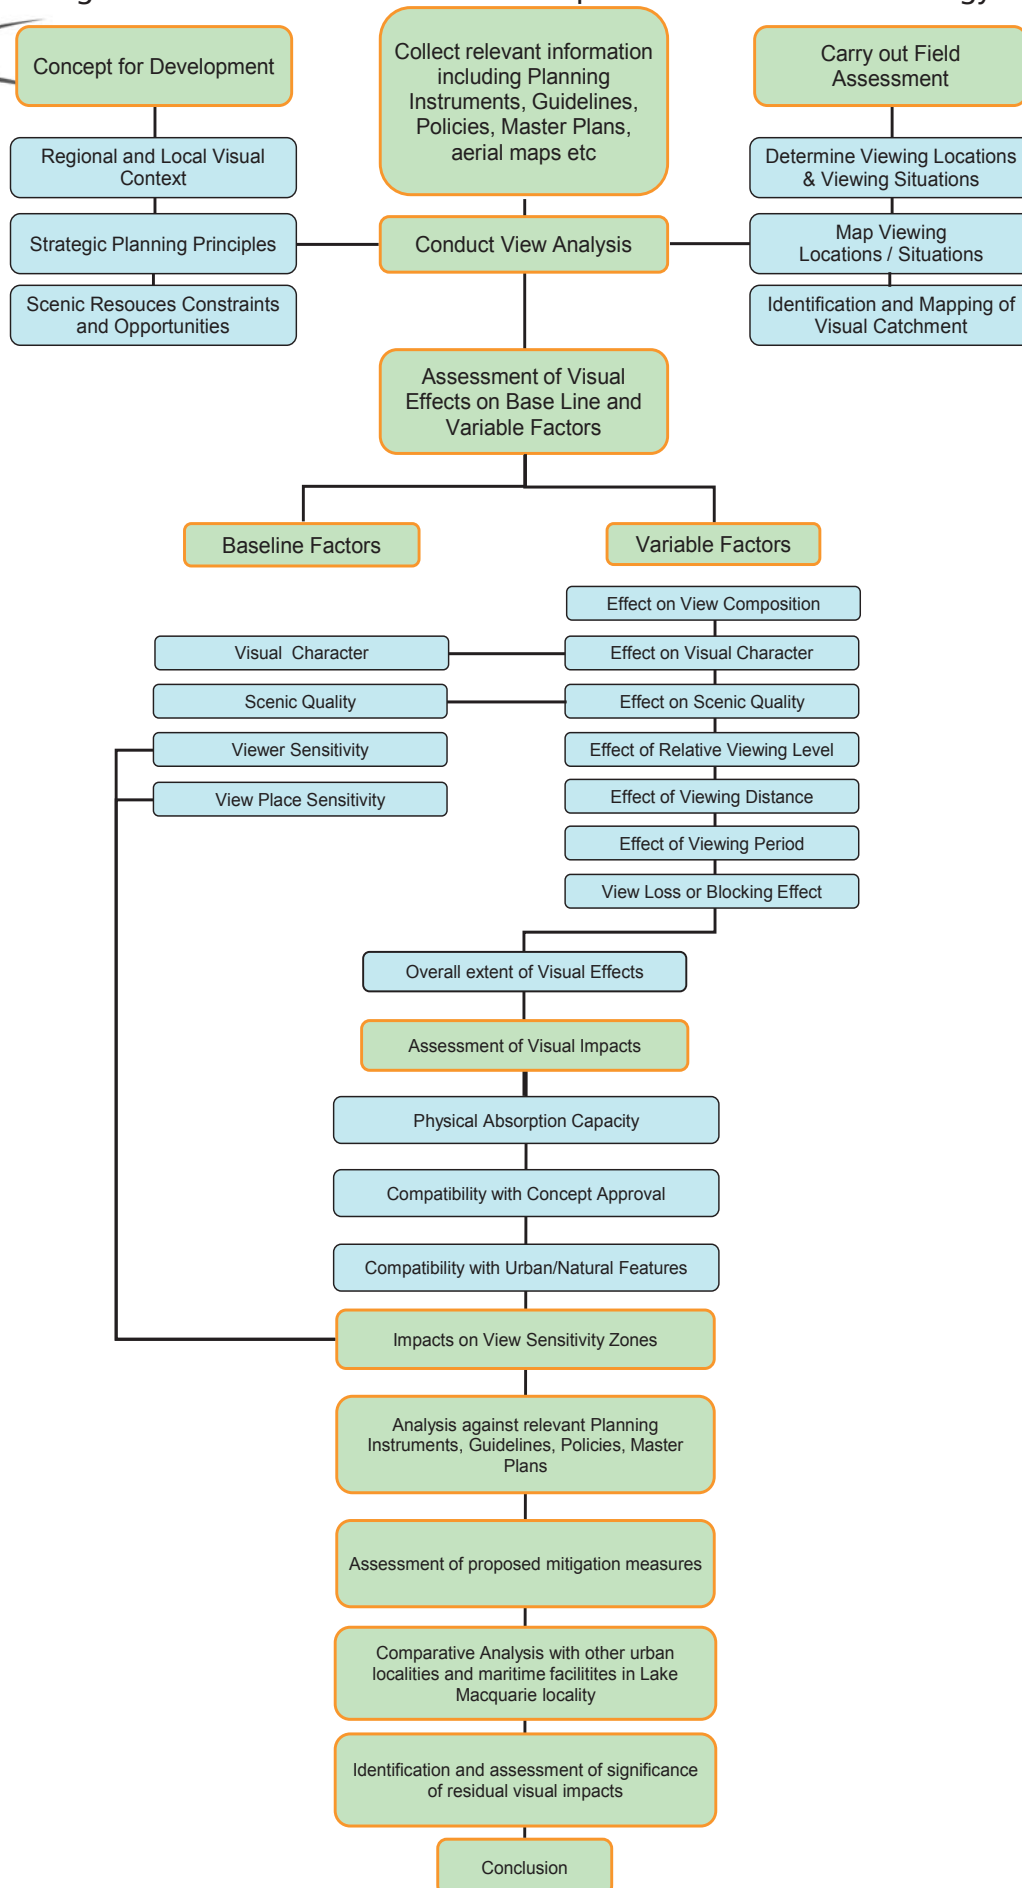 Concept for Development
Collect relevant information
including Planning
Instruments, Guidelines,
Policies, Master Plans,
aerial maps etc
Carry out Field
Assessment
Regional and Local Visual
Context
Determine Viewing Locations
& Viewing Situations
Strategic Planning Principles
Conduct View Analysis
Map Viewing
Locations / Situations
Scenic Resouces Constraints
and Opportunities
Identification and Mapping of
Visual Catchment
Assessment of Visual
Effects on Base Line and
Variable Factors
Baseline Factors
Variable Factors
Effect on View Composition
Visual Character
Effect on Visual Character
Scenic Quality
Effect on Scenic Quality
Viewer Sensitivity
Effect of Relative Viewing Level
View Place Sensitivity
Effect of Viewing Distance
Effect of Viewing Period
View Loss or Blocking Effect
Overall extent of Visual Effects
Assessment of Visual Impacts
Physical Absorption Capacity
Compatibility with Concept Approval
Compatibility with Urban/Natural Features
Impacts on View Sensitivity Zones
Analysis against relevant Planning
Instruments, Guidelines, Policies, Master
Plans
Assessment of proposed mitigation measures
Comparative Analysis with other urban
localities and maritime facilitites in Lake
Macquarie locality
Identification and assessment of significance
of residual visual impacts
Conclusion